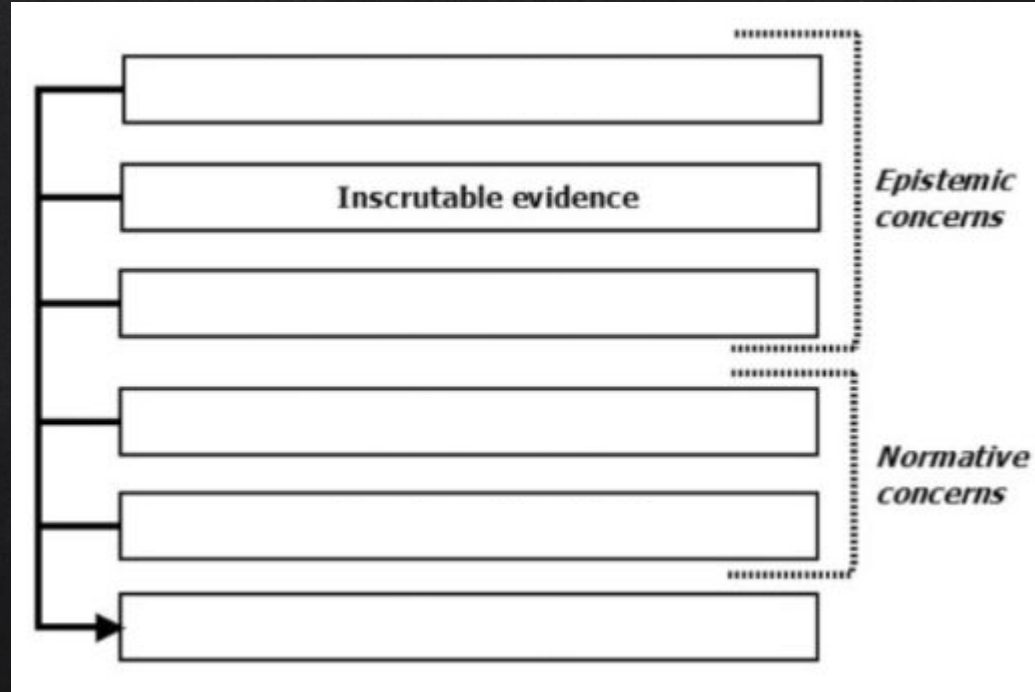 Inscrutable evidence
Epistemic
concerns
Normative
concerns